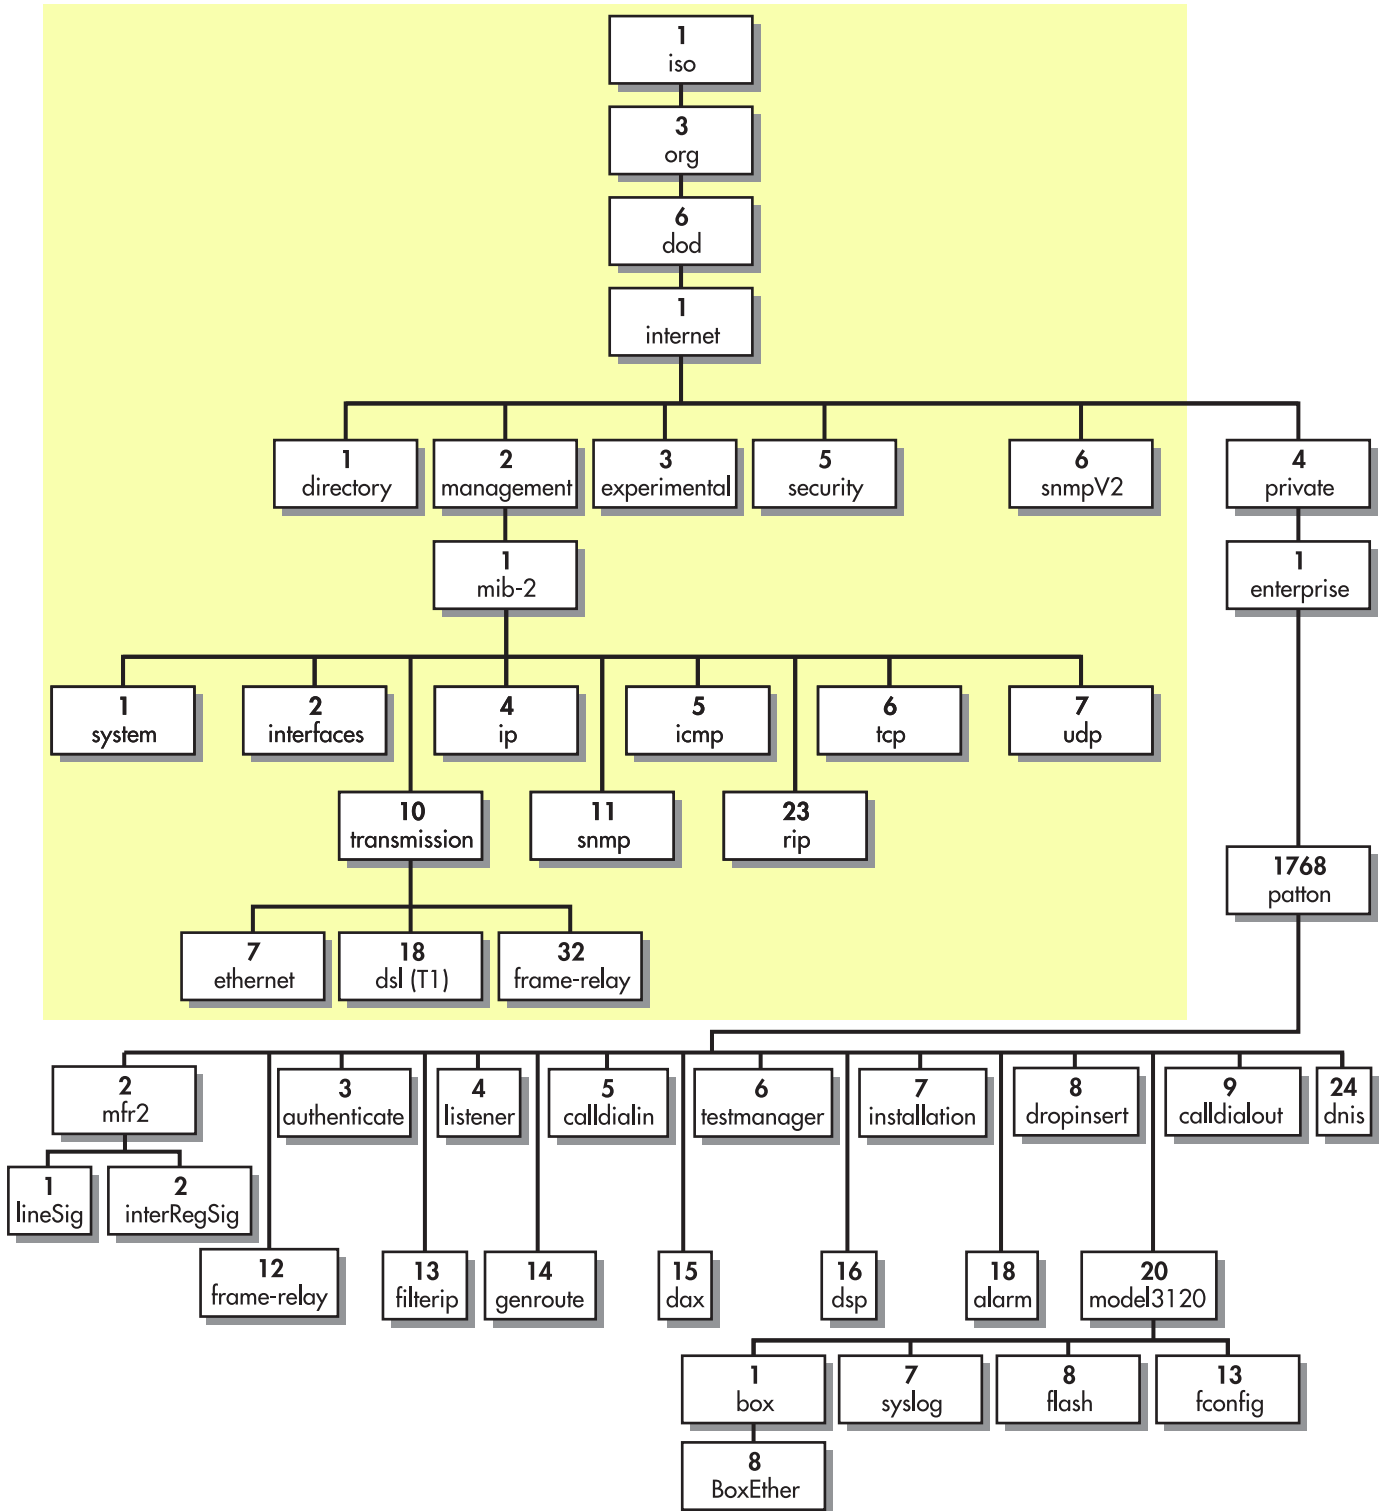 1
iso
3
org
6
dod
1
internet
1
directory
2
management
3
experimental
5
security
6
snmpV2
4
private
1
mib-2
1
enterprise
1
system
2
interfaces
4
ip
5
icmp
6
tcp
7
udp
10
transmission
11
snmp
23
rip
1768
patton
7
ethernet
18
dsl (T1)
32
frame-relay
2
mfr2
3
authenticate
4
listener
5
calldialin
6
testmanager
7
installation
8
dropinsert
9
calldialout
24
dnis
1
lineSig
2
interRegSig
12
frame-relay
13
filterip
14
genroute
15
dax
16
dsp
18
alarm
20
model3120
1
box
7
syslog
8
flash
13
fconfig
8
BoxEther